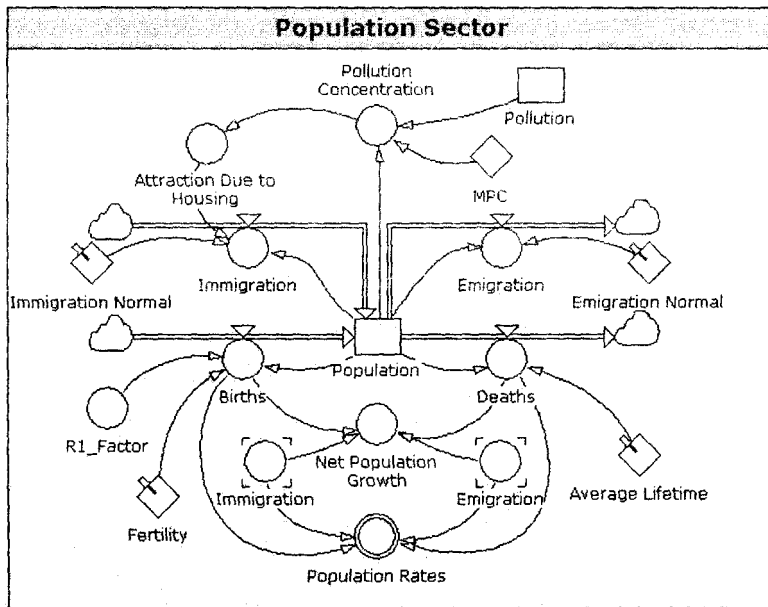 Population Sector
Pollution
Concentration
Pollution
MPC
Attraction Due to
Housing
Immigration Normal
Immigration
Emigration
Emigration Normal
Population
Births
Deaths
R1_Factor
Net Population
Growth
Immigration
Emigration
Average Lifetime
Fertility
Population Rates